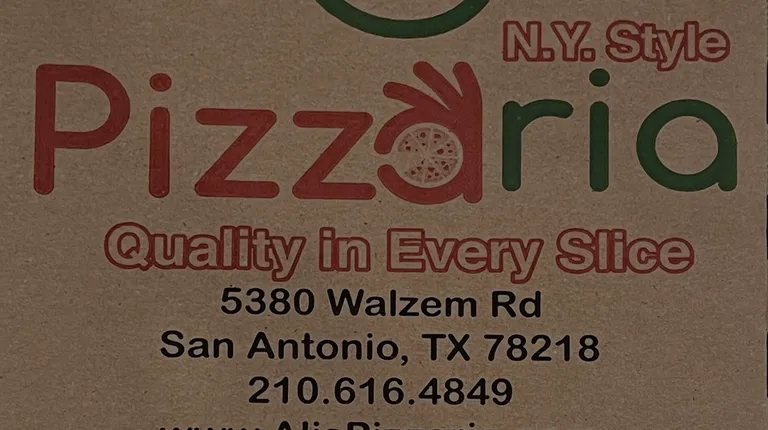 N.Y. Style
Pizzaria
Quality in Every Slice
5380 Walzem Rd
San Antonio, TX 78218
210.616.4849